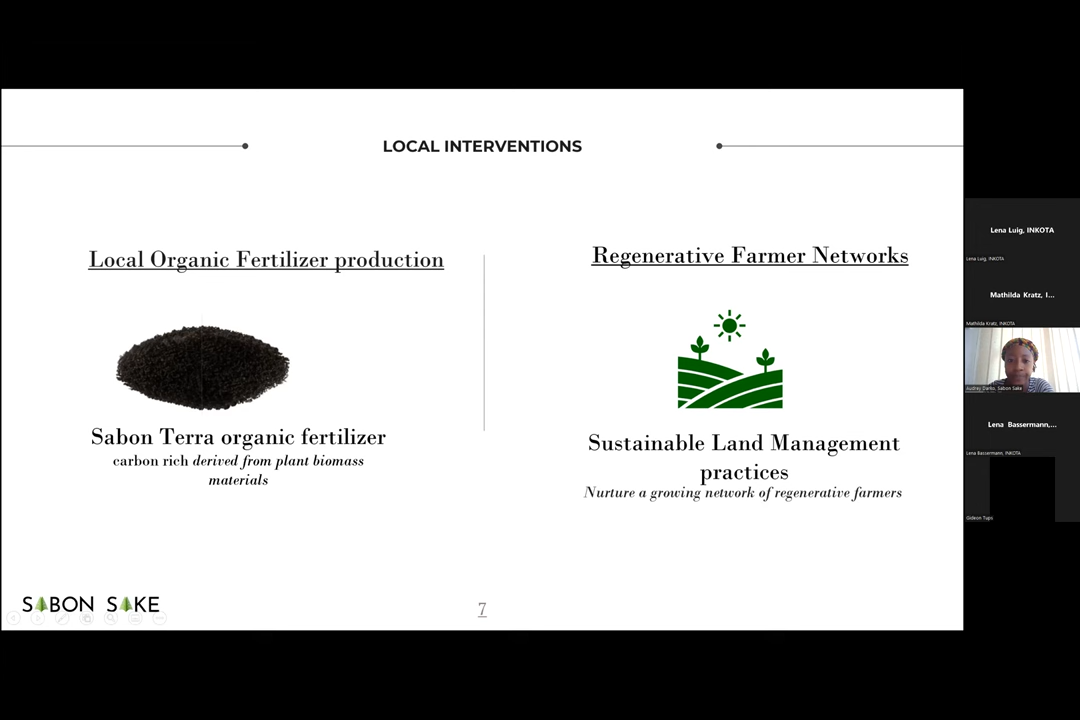 LOCAL INTERVENTIONS
Local Organic Fertilizer production
Sabon Terra organic fertilizer
carbon rich derived from plant biomass
materials
Regenerative Farmer Networks
Sustainable Land Management
practices
Nurture a growing network of regenerative farmers
SABON SAKE
7
Lena Luig, INKOTA
Lena Luig, INKOTA
Mathilda Kratz, I...
Mathilda Kratz, INKOTA
Audrey Darko, Sabon Sake
Lena Bassermann,...
Lena Bassermann, INKOTA
Gideon Tups